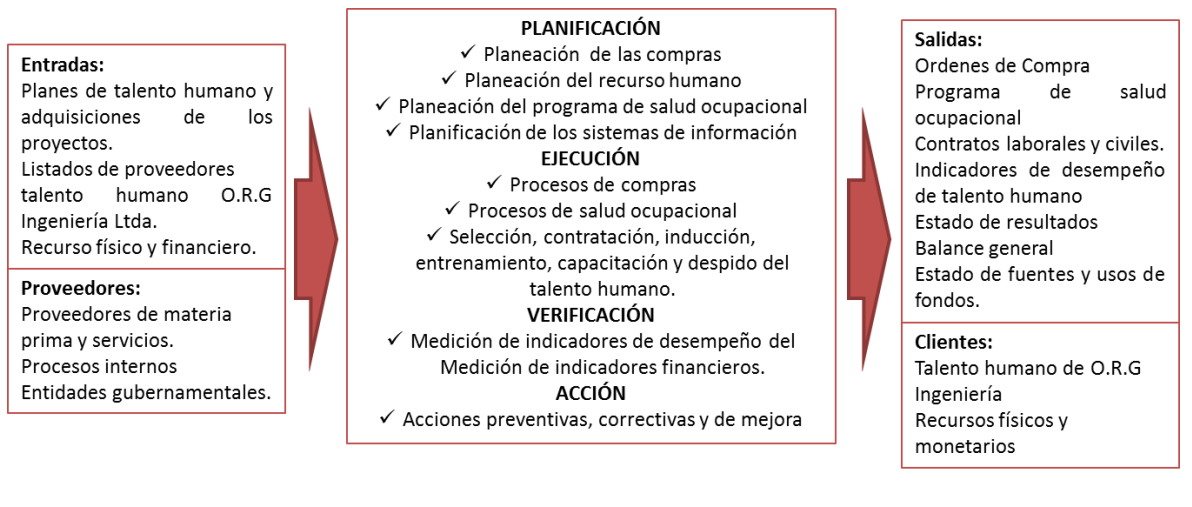 Entradas:
Planes de talento humano y
adquisiciones de los
proyectos.
Listados de proveedores
talento humano O.R.G
Ingeniería Ltda.
Recurso físico y financiero.
Proveedores:
Proveedores de materia
prima y servicios.
Procesos internos
Entidades gubernamentales.
PLANIFICACIÓN
✓ Planeación de las compras
✓ Planeación del recurso humano
✓ Planeación del programa de salud ocupacional
✓ Planificación de los sistemas de información
EJECUCIÓN
✓ Procesos de compras
✓ Procesos de salud ocupacional
✓ Selección, contratación, inducción,
entrenamiento, capacitación y despido del
talento humano.
VERIFICACIÓN
✓ Medición de indicadores de desempeño del
Medición de indicadores financieros.
ACCIÓN
✓ Acciones preventivas, correctivas y de mejora
Salidas:
Ordenes de Compra
Programa de salud
ocupacional
Contratos laborales y civiles.
Indicadores de desempeño
de talento humano
Estado de resultados
Balance general
Estado de fuentes y usos de
fondos.
Clientes:
Talento humano de O.R.G
Ingeniería
Recursos físicos y
monetarios